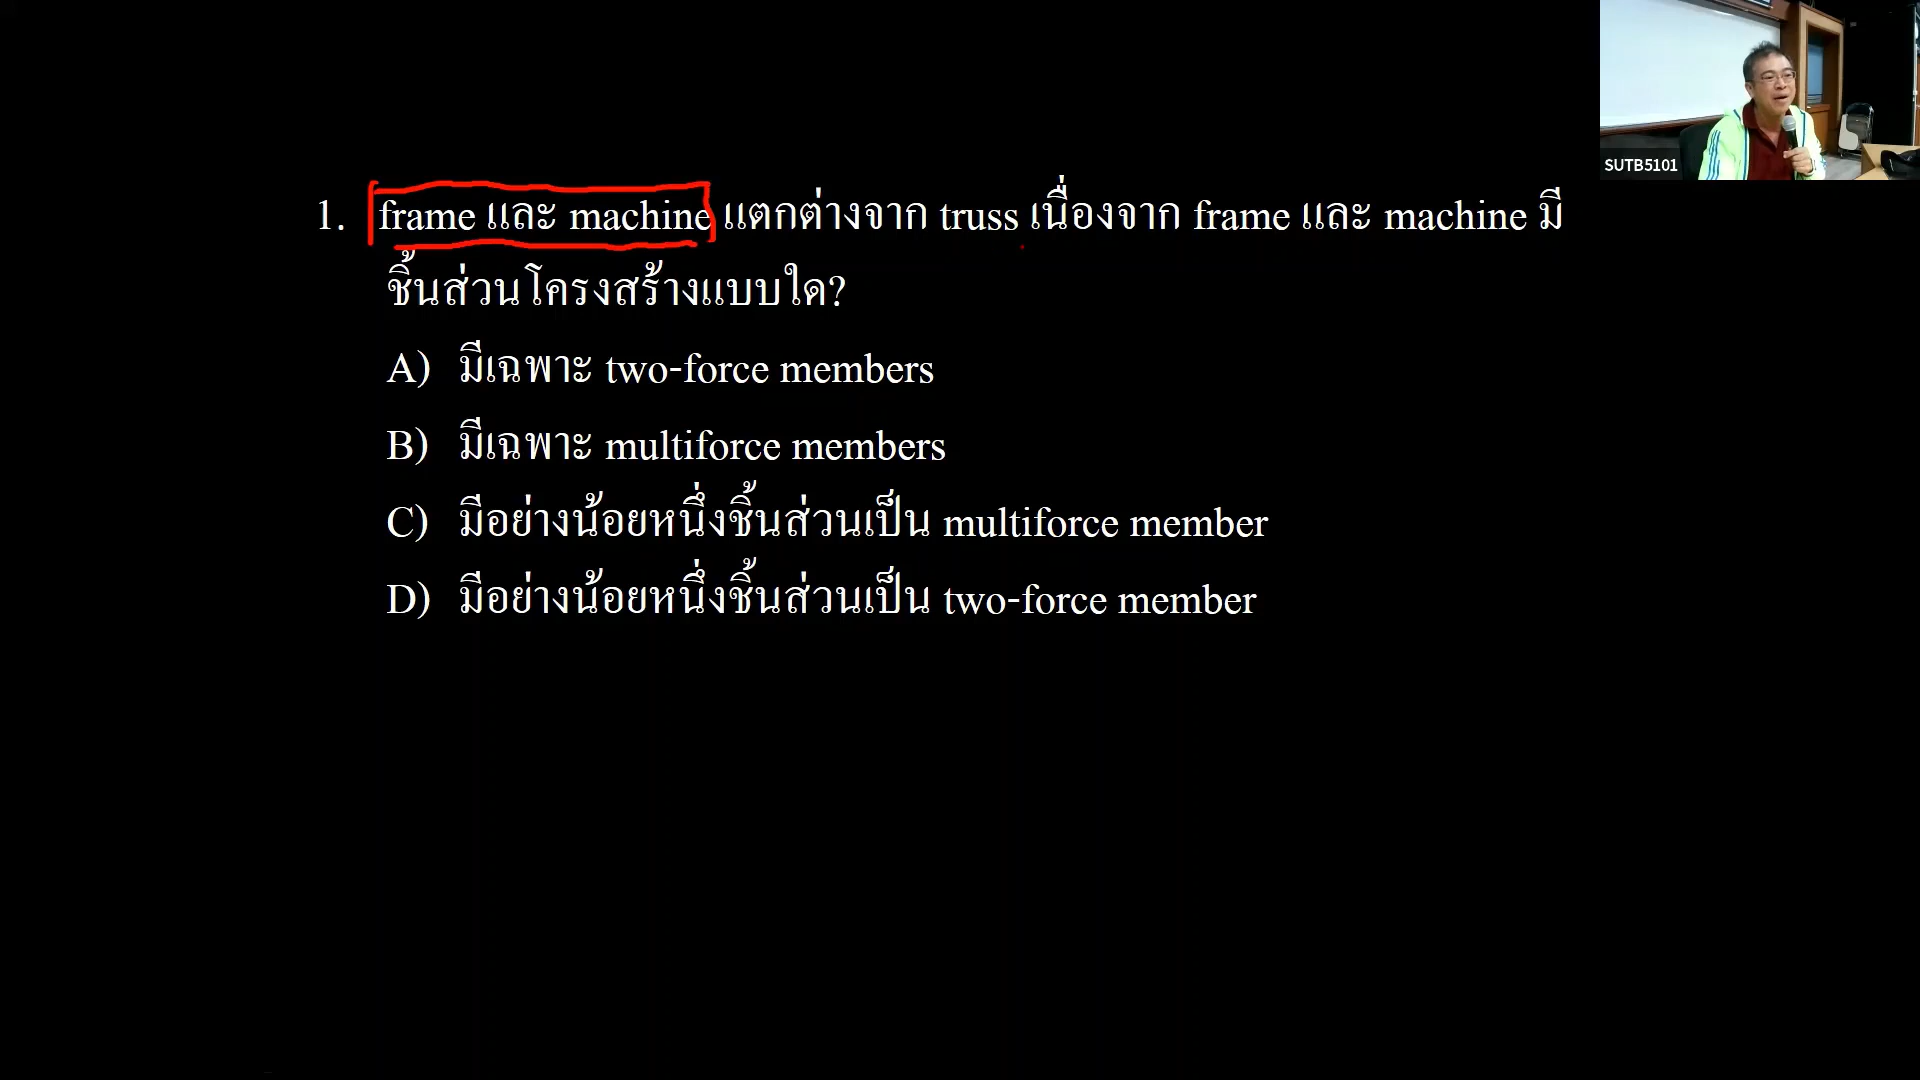 SUTB5101
1. frame และ machine แตกต่างจาก truss เนื่องจาก frame และ machine มี
ชิ้นส่วนโครงสร้างแบบใด?
A) มีเฉพาะ two-force members
B) มีเฉพาะ multiforce members
C) มีอย่างน้อยหนึ่งชิ้นส่วนเป็น multiforce member
D) มีอย่างน้อยหนึ่งชิ้นส่วนเป็น two-force member